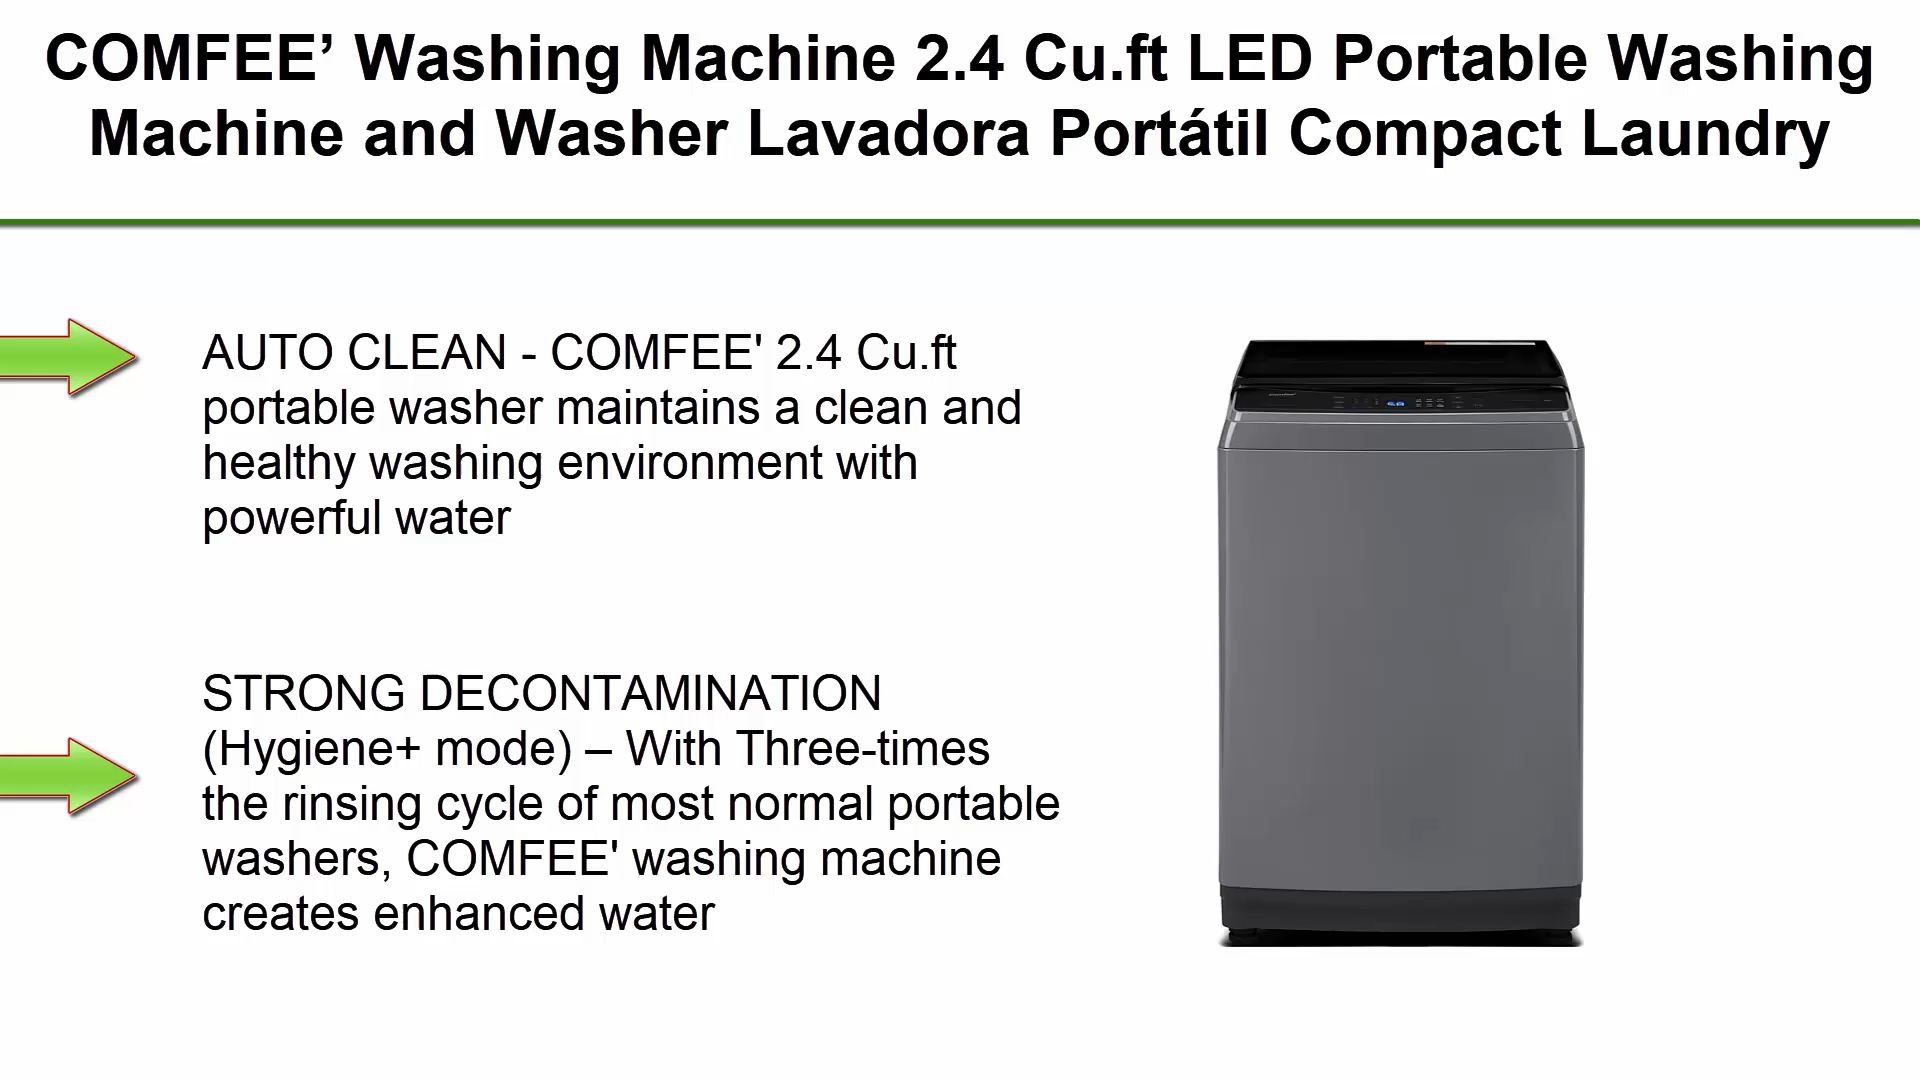 COMFEE’ Washing Machine 2.4 Cu.ft LED Portable Washing
Machine and Washer Lavadora Portátil Compact Laundry
AUTO CLEAN - COMFEE' 2.4 Cu.ft
portable washer maintains a clean and
healthy washing environment with
powerful water
STRONG DECONTAMINATION
(Hygiene+ mode) – With Three-times
the rinsing cycle of most normal portable
washers, COMFEE' washing machine
creates enhanced water